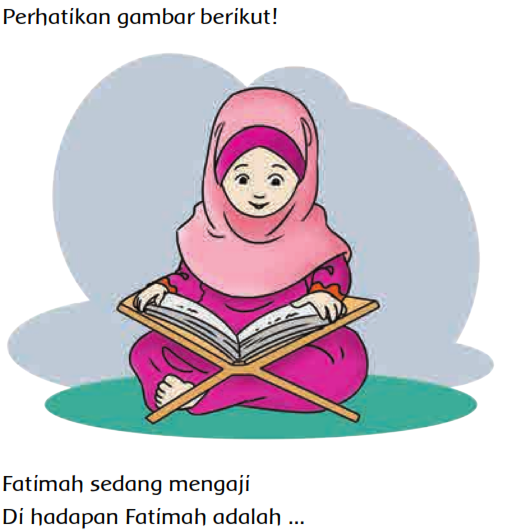 Perhatikan gambar berikut!
Fatimah sedang mengaji
Di hadapan Fatimah adalah ...